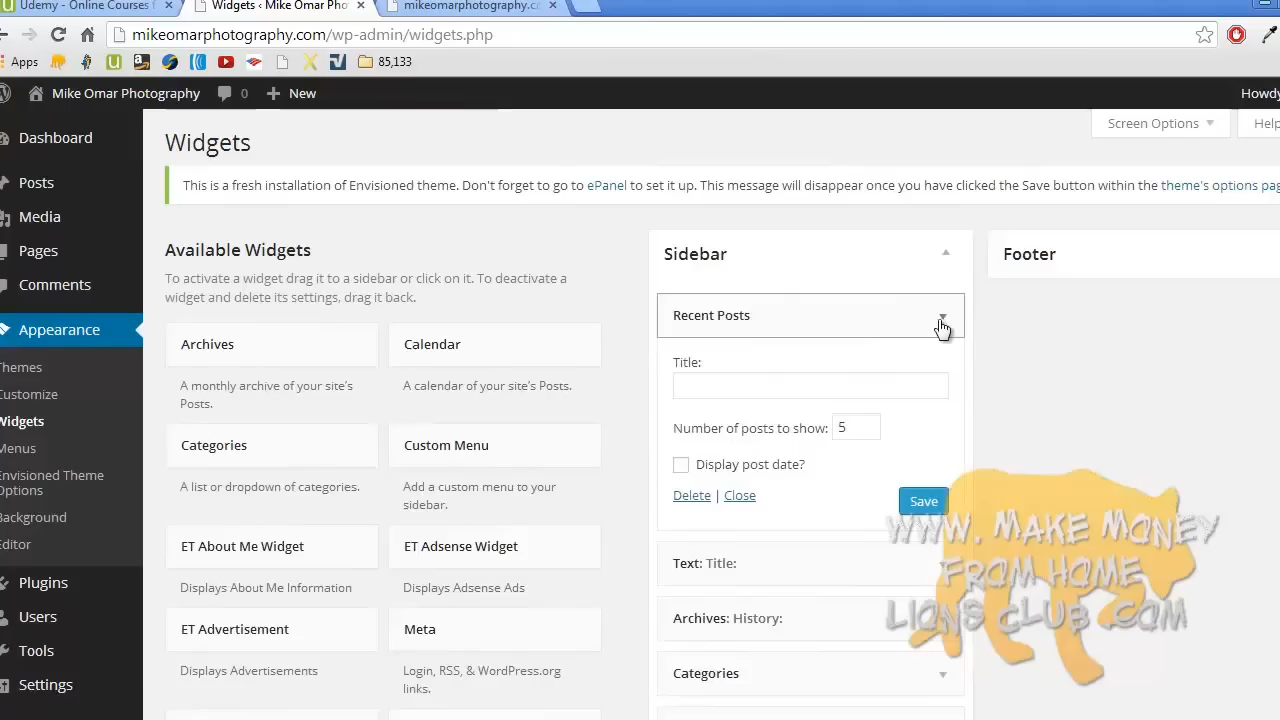 Udemy - Online Courses
Widgets ‹ Mike Omar Pho
mikeomarphotography.c
mikeomarphotography.com/wp-admin/widgets.php
Apps
85,133
Mike Omar Photography
0
New
Howdy
Dashboard
Posts
Media
Pages
Comments
Appearance
Themes
Customize
Widgets
Menus
Envisioned Theme
Options
Background
Editor
Plugins
Users
Tools
Settings
Screen Options
Help
Widgets
This is a fresh installation of Envisioned theme. Don't forget to go to ePanel to set it up. This message will disappear once you have clicked the Save button within the theme's options pag
Available Widgets
To activate a widget drag it to a sidebar or click on it. To deactivate a
widget and delete its settings, drag it back.
Archives
A monthly archive of your site's
Posts.
Calendar
A calendar of your site's Posts.
Categories
A list or dropdown of categories.
Custom Menu
Add a custom menu to your
sidebar.
ET About Me Widget
Displays About Me Information
ET Adsense Widget
Displays Adsense Ads
ET Advertisement
Displays Advertisements
Meta
Login, RSS, & WordPress.org
links.
Sidebar
Recent Posts
Title:
Number of posts to show: 5
Display post date?
Delete | Close
Save
Text: Title:
Archives: History:
Categories
Footer
WWW. MAKE MONEY
FROM HOME
LIONS CLUB .COM